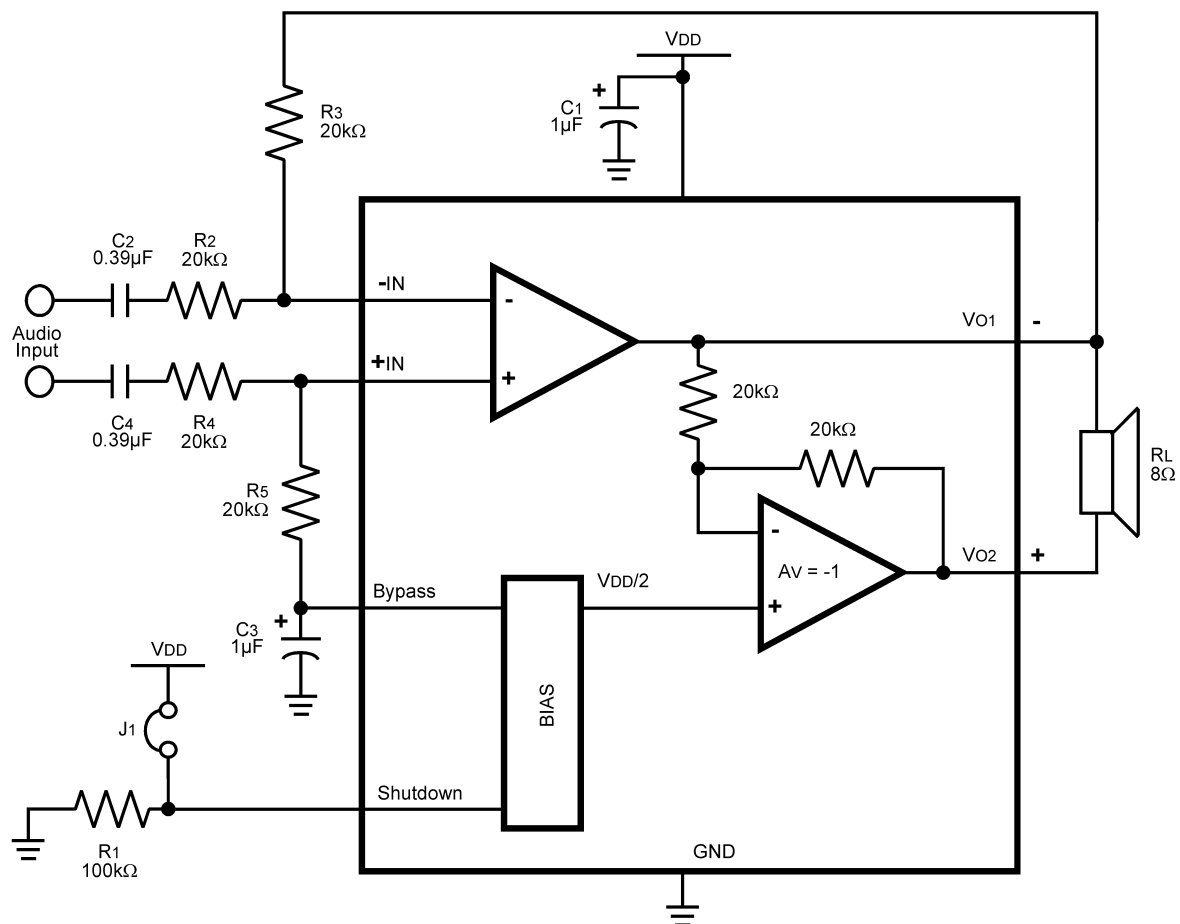 VDD
+
C1
1µF
R3
20kΩ
C2
0.39µF
R2
20kΩ
-IN
-
Audio
Input
+IN
+
C4
0.39µF
R4
20kΩ
VO1
-
20kΩ
20kΩ
RL
8Ω
R5
20kΩ
-
AV = -1
+
VO2
+
Bypass
VDD/2
+
C3
1µF
BIAS
VDD
J1
Shutdown
R1
100kΩ
GND